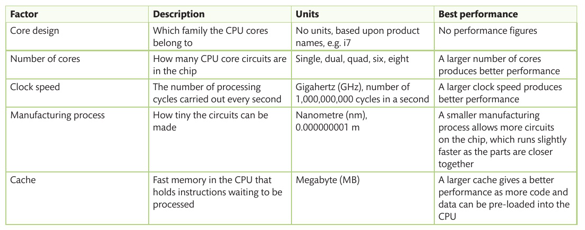 Factor Description Units Best performance
Core design Which family the CPU cores No units, based upon product No performance figures
belong to names, e.g. i7
Number of cores How many CPU core circuits are Single, dual, quad, six, eight A larger number of cores
in the chip produces better performance
Clock speed The number of processing Gigahertz (GHz), number of A larger clock speed produces
cycles carried out every second 1,000,000,000 cycles in a second better performance
Manufacturing process How tiny the circuits can be Nanometre (nm), A smaller manufacturing
made 0.000000001 m process allows more circuits
on the chip, which runs slightly
faster as the parts are closer
together
Cache Fast memory in the CPU that Megabyte (MB) A larger cache gives a better
holds instructions waiting to be performance as more code and
processed data can be pre-loaded into the
CPU